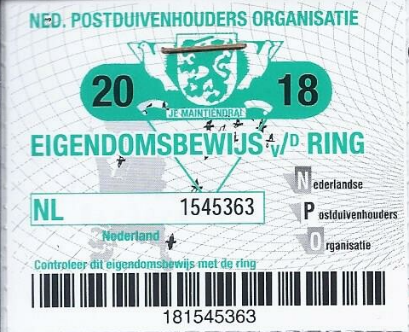 NED. POSTDUIVENHOUDERS ORGANISATIE
20 18
JE MAINTIENDRAI
EIGENDOMSBEWIJS v/D RING
NL 1545363
Nederland
Nederlandse
Postduivenhouders
Organisatie
Controleer dit eigendomsbewijs met de ring
181545363